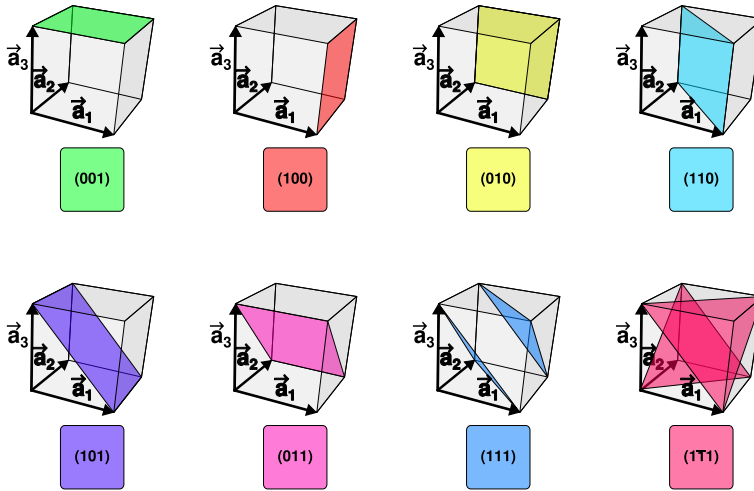 a⃗₃ a⃗₂ a⃗₁
a⃗₃ a⃗₂ a⃗₁
a⃗₃ a⃗₂ a⃗₁
a⃗₃ a⃗₂ a⃗₁
(001)
(100)
(010)
(110)
a⃗₃ a⃗₂ a⃗₁
a⃗₃ a⃗₂ a⃗₁
a⃗₃ a⃗₂ a⃗₁
a⃗₃ a⃗₂ a⃗₁
(101)
(011)
(111)
(11̅1)